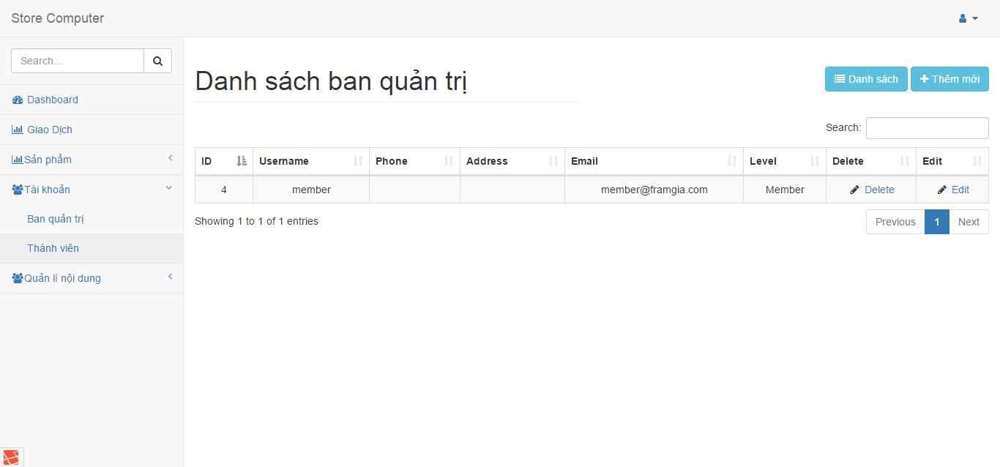 Store Computer
Search...
Dashboard
Giao Dịch
Sản phẩm
Tài khoản
Ban quản trị
Thành viên
Quản lí nội dung
Danh sách ban quản trị
Danh sách Thêm mới
Search:
ID Username Phone Address Email Level Delete Edit
4 member member@framgia.com Member Delete Edit
Showing 1 to 1 of 1 entries
Previous 1 Next